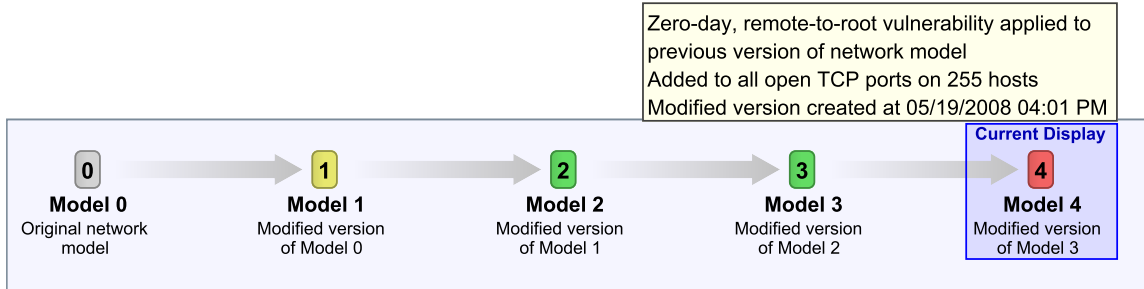 Zero-day, remote-to-root vulnerability applied to
previous version of network model
Added to all open TCP ports on 255 hosts
Modified version created at 05/19/2008 04:01 PM
Current Display
0
Model 0
Original network
model
1
Model 1
Modified version
of Model 0
2
Model 2
Modified version
of Model 1
3
Model 3
Modified version
of Model 2
4
Model 4
Modified version
of Model 3